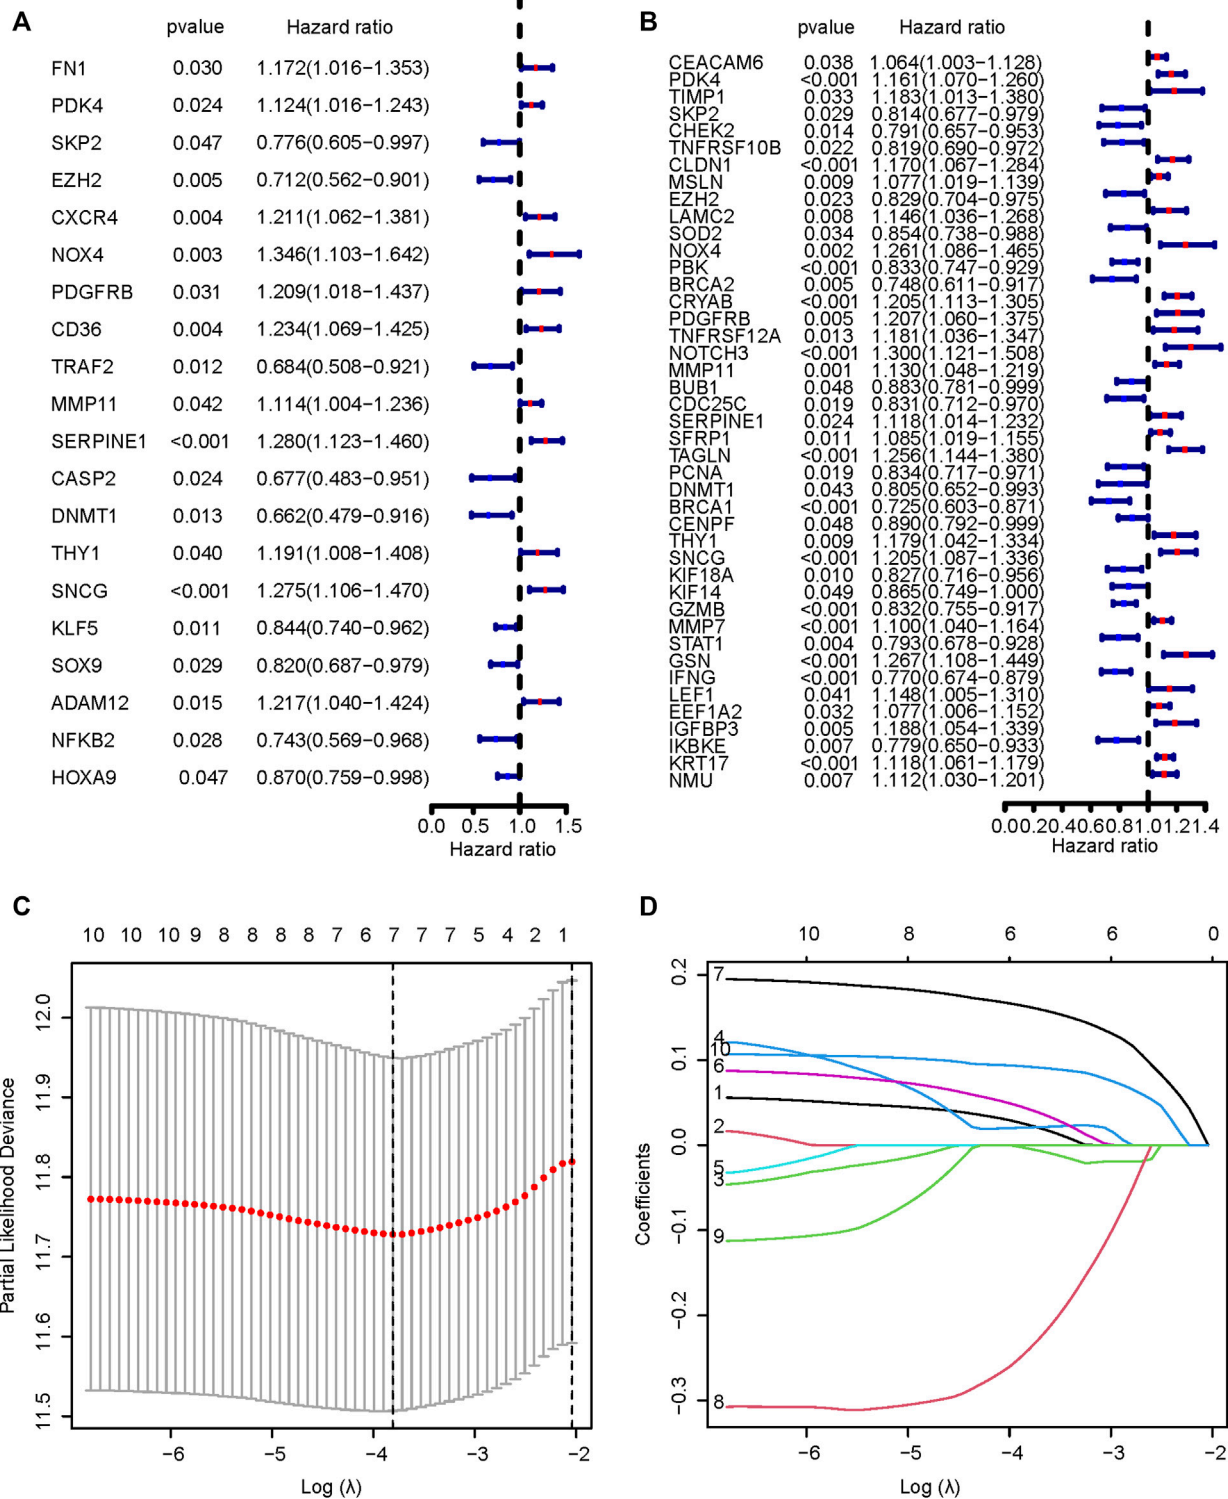 A
pvalue Hazard ratio
FN1 0.030 1.172(1.016−1.353)
PDK4 0.024 1.124(1.016−1.243)
SKP2 0.047 0.776(0.605−0.997)
EZH2 0.005 0.712(0.562−0.901)
CXCR4 0.004 1.211(1.062−1.381)
NOX4 0.003 1.346(1.103−1.642)
PDGFRB 0.031 1.209(1.018−1.437)
CD36 0.004 1.234(1.069−1.425)
TRAF2 0.012 0.684(0.508−0.921)
MMP11 0.042 1.114(1.004−1.236)
SERPINE1 <0.001 1.280(1.123−1.460)
CASP2 0.024 0.677(0.483−0.951)
DNMT1 0.013 0.662(0.479−0.916)
THY1 0.040 1.191(1.008−1.408)
SNCG <0.001 1.275(1.106−1.470)
KLF5 0.011 0.844(0.740−0.962)
SOX9 0.029 0.820(0.687−0.979)
ADAM12 0.015 1.217(1.040−1.424)
NFKB2 0.028 0.743(0.569−0.968)
HOXA9 0.047 0.870(0.759−0.998)
0.0 0.5 1.0 1.5
Hazard ratio
B
pvalue Hazard ratio
CEACAM6 0.038 1.064(1.003−1.128)
PDK4 <0.001 1.161(1.070−1.260)
TIMP1 0.033 1.183(1.013−1.380)
SKP2 0.029 0.814(0.677−0.979)
CHEK2 0.014 0.791(0.657−0.953)
TNFRSF10B 0.022 0.819(0.690−0.972)
CLDN1 <0.001 1.170(1.067−1.284)
MSLN 0.009 1.077(1.019−1.139)
EZH2 0.023 0.829(0.704−0.975)
LAMC2 0.008 1.146(1.036−1.268)
SOD2 0.034 0.854(0.738−0.988)
NOX4 0.002 1.261(1.086−1.465)
PBK <0.001 0.833(0.747−0.929)
BRCA2 0.005 0.748(0.611−0.917)
CRYAB <0.001 1.205(1.113−1.305)
PDGFRB 0.005 1.207(1.060−1.375)
TNFRSF12A 0.013 1.181(1.036−1.347)
NOTCH3 <0.001 1.300(1.121−1.508)
MMP11 0.001 1.130(1.048−1.219)
BUB1 0.048 0.883(0.781−0.999)
CDC25C 0.019 0.831(0.712−0.970)
SERPINE1 0.024 1.118(1.014−1.232)
SFRP1 0.011 1.085(1.019−1.155)
TAGLN <0.001 1.256(1.144−1.380)
PCNA 0.019 0.834(0.717−0.971)
DNMT1 0.043 0.805(0.652−0.993)
BRCA1 <0.001 0.725(0.603−0.871)
CENPF 0.048 0.890(0.792−0.999)
THY1 0.009 1.179(1.042−1.334)
SNCG <0.001 1.205(1.087−1.336)
KIF18A 0.010 0.827(0.716−0.956)
KIF14 0.049 0.865(0.749−1.000)
GZMB <0.001 0.832(0.755−0.917)
MMP7 <0.001 1.100(1.040−1.164)
STAT1 0.004 0.793(0.678−0.928)
GSN <0.001 1.267(1.108−1.449)
IFNG <0.001 0.770(0.674−0.879)
LEF1 0.041 1.148(1.005−1.310)
EEF1A2 0.032 1.077(1.006−1.152)
IGFBP3 0.005 1.188(1.054−1.339)
IKBKE 0.007 0.779(0.650−0.933)
KRT17 <0.001 1.118(1.061−1.179)
NMU 0.007 1.112(1.030−1.201)
0.00.20.40.60.81.01.21.4
Hazard ratio
C
10 10 10 9 8 8 8 7 6 7 7 7 5 4 2 1
Partial Likelihood Deviance
12.0
11.9
11.8
11.7
11.6
11.5
−6 −5 −4 −3 −2
Log (λ)
D
10 8 6 6 0
Coefficients
0.2
0.1
0.0
−0.1
−0.2
−0.3
7
4
10
6
1
2
5
3
9
8
−6 −5 −4 −3 −2
Log (λ)